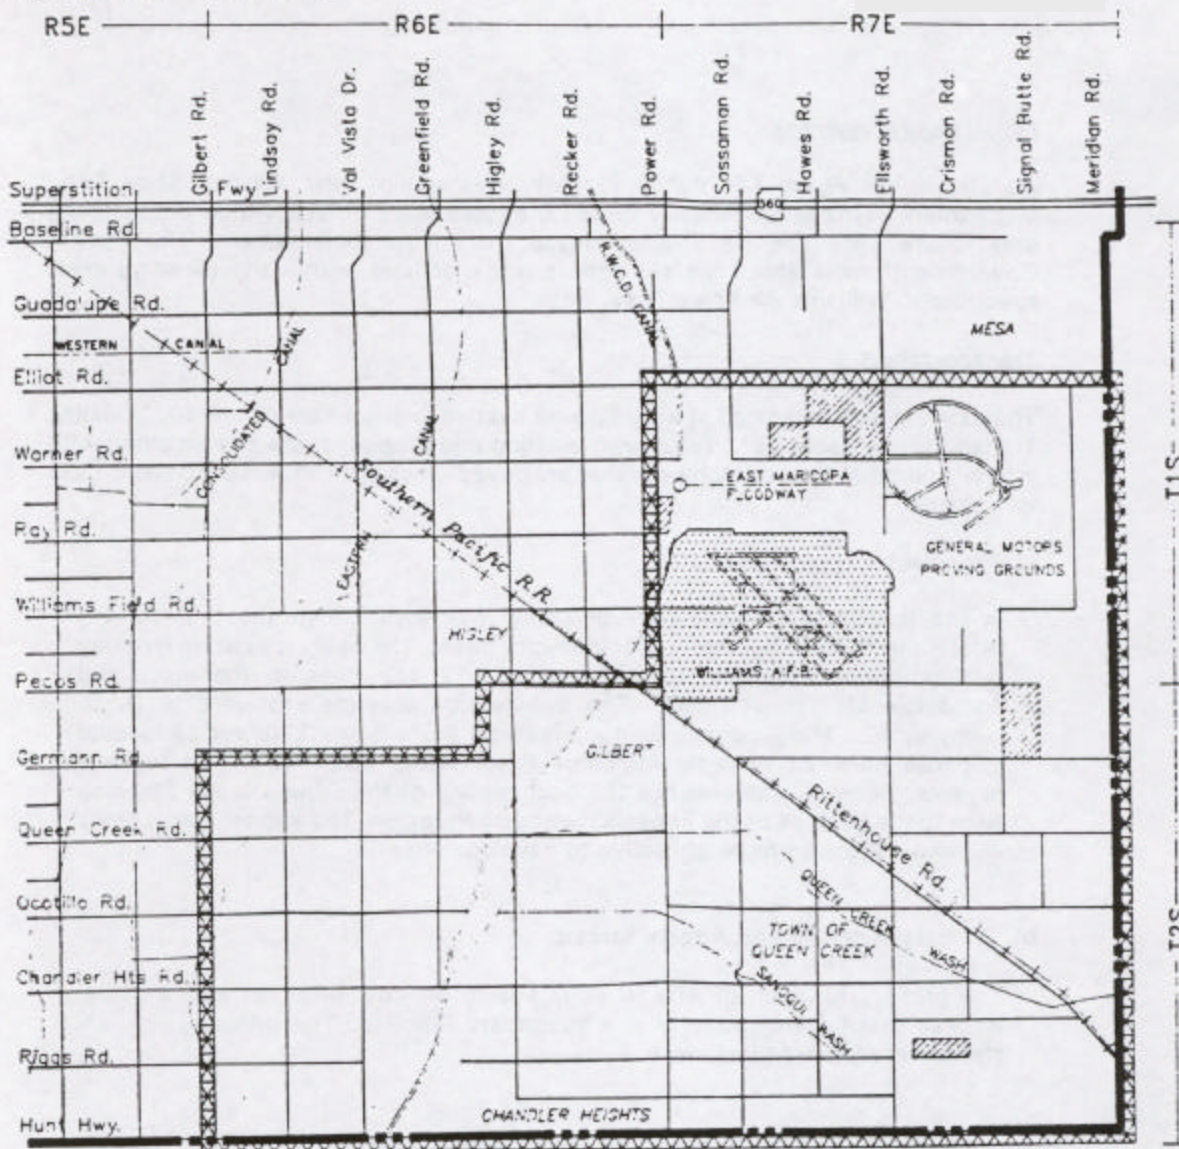 R5E
R6E
R7E
Gilbert Rd.
Lindsay Rd.
Val Vista Dr.
Greenfield Rd.
Higley Rd.
Recker Rd.
Power Rd.
Sossaman Rd.
Hawes Rd.
Ellsworth Rd.
Crismon Rd.
Signal Butte Rd.
Meridian Rd.
Superstition Fwy
360
Baseline Rd.
R.W.C.D. CANAL
Guadalupe Rd.
MESA
WESTERN CANAL
CANAL
Elliot Rd.
CONSOLIDATED
CANAL
Warner Rd.
Southern Pacific R.R.
EAST MARICOPA
FLOODWAY
T1S
Ray Rd.
EASTERN
GENERAL MOTORS
PROVING GROUNDS
Williams Field Rd.
HIGLEY
WILLIAMS A.F.B.
Pecos Rd.
GILBERT
Germann Rd.
Rittenhouse Rd.
Queen Creek Rd.
QUEEN CREEK WASH
Ocotillo Rd.
TOWN OF
QUEEN CREEK
T2S
Chandler Hts Rd.
SANOQUI WASH
Riggs Rd.
CHANDLER HEIGHTS
Hunt Hwy.